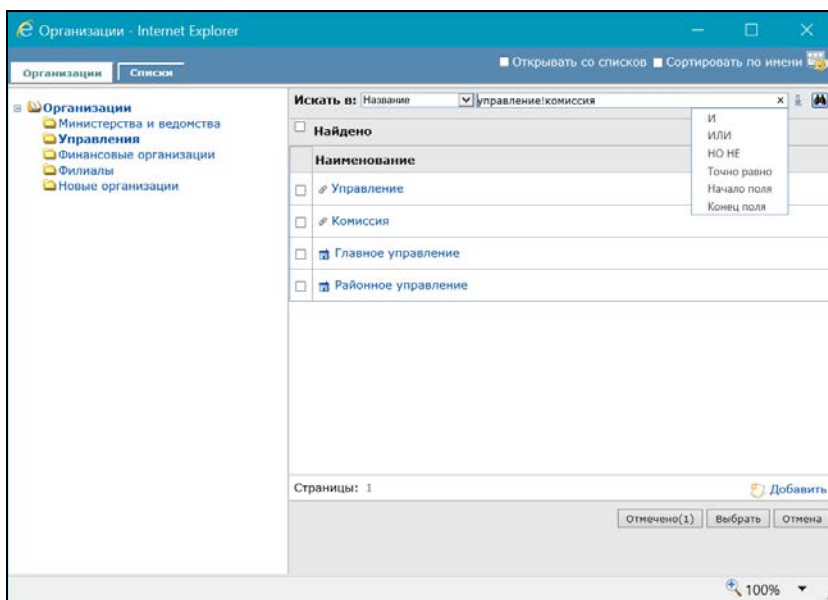 Организации - Internet Explorer
Организации Списки
Открывать со списков Сортировать по имени
Организации
Министерства и ведомства
Управления
Финансовые организации
Филиалы
Новые организации
Искать в: Название управление!комиссия
Найдено
Наименование
Управление
Комиссия
Главное управление
Районное управление
И
ИЛИ
НО НЕ
Точно равно
Начало поля
Конец поля
Страницы: 1
Добавить
Отмечено(1) Выбрать Отмена
100%